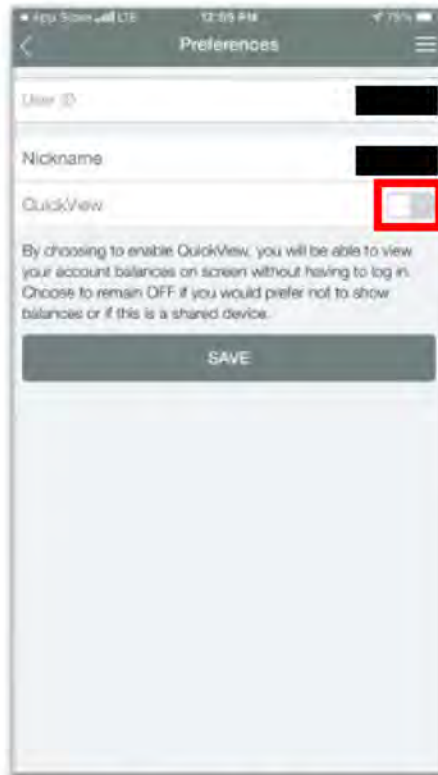 App Store LTE 12:55 PM 75%
Preferences
User ID
Nickname
QuickView
By choosing to enable QuickView, you will be able to view
your account balances on screen without having to log in.
Choose to remain OFF if you would prefer not to show
balances or if this is a shared device.
SAVE